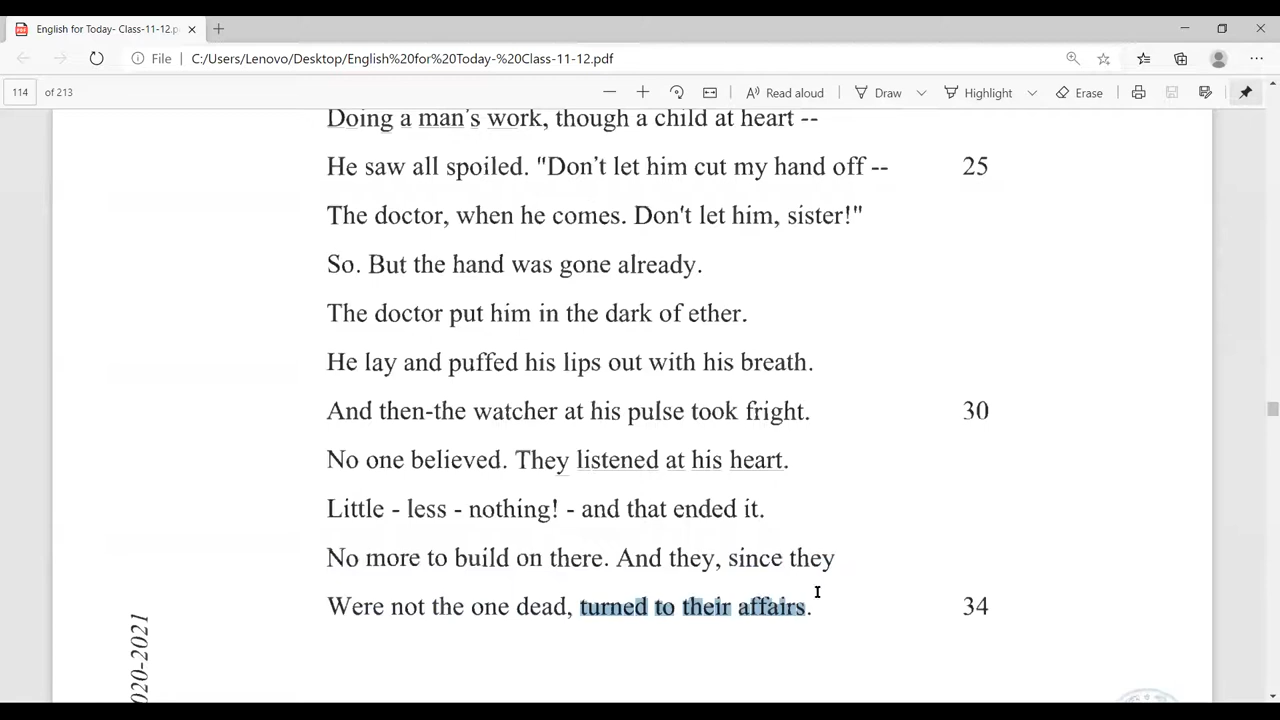 English for Today- Class-11-12.p
File C:/Users/Lenovo/Desktop/English%20for%20Today-%20Class-11-12.pdf
114 of 213 Read aloud Draw Highlight Erase
Doing a man's work, though a child at heart --
He saw all spoiled. "Don't let him cut my hand off -- 25
The doctor, when he comes. Don't let him, sister!"
So. But the hand was gone already.
The doctor put him in the dark of ether.
He lay and puffed his lips out with his breath.
And then-the watcher at his pulse took fright. 30
No one believed. They listened at his heart.
Little - less - nothing! - and that ended it.
No more to build on there. And they, since they
Were not the one dead, turned to their affairs. 34
020-2021